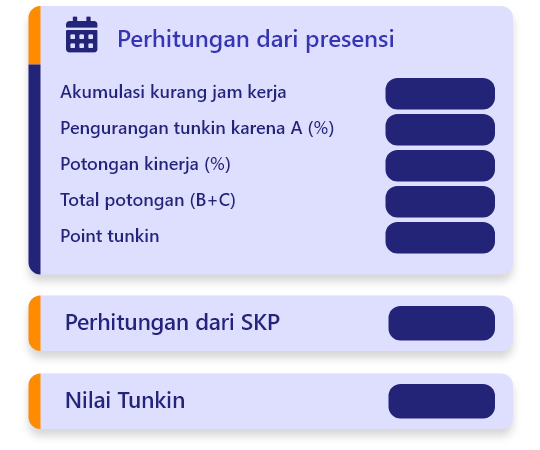 Perhitungan dari presensi
Akumulasi kurang jam kerja
Pengurangan tunkin karena A (%)
Potongan kinerja (%)
Total potongan (B+C)
Point tunkin
Perhitungan dari SKP
Nilai Tunkin